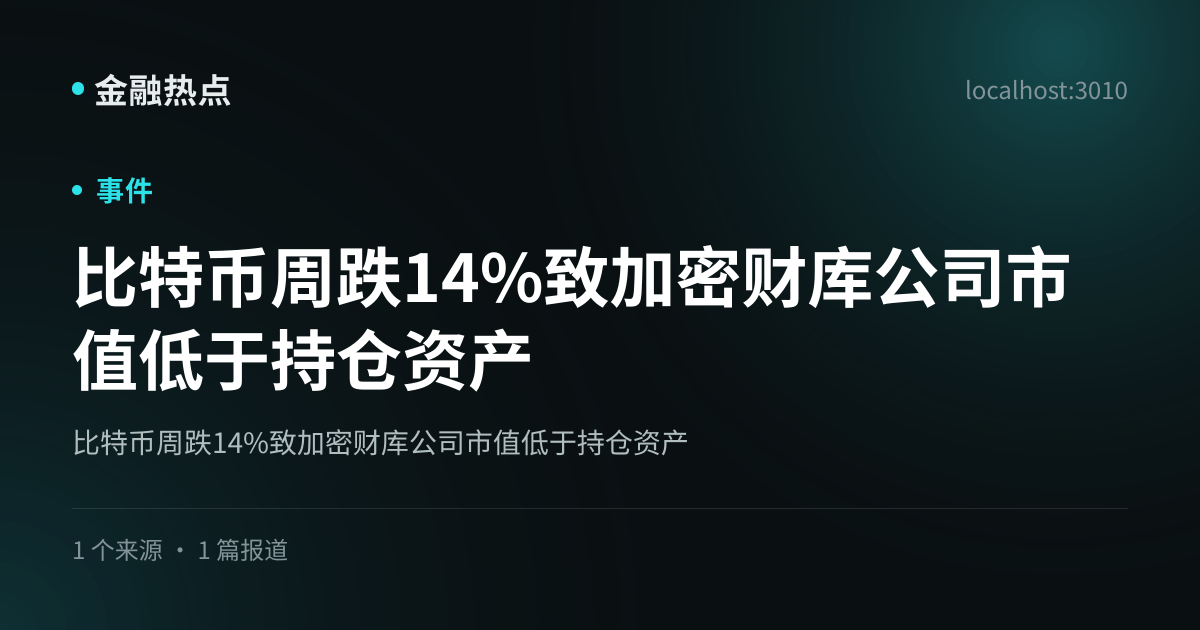 金融热点
localhost:3010
事件
比特币周跌14%致加密财库公司市
值低于持仓资产
比特币周跌14%致加密财库公司市值低于持仓资产
1 个来源 · 1 篇报道